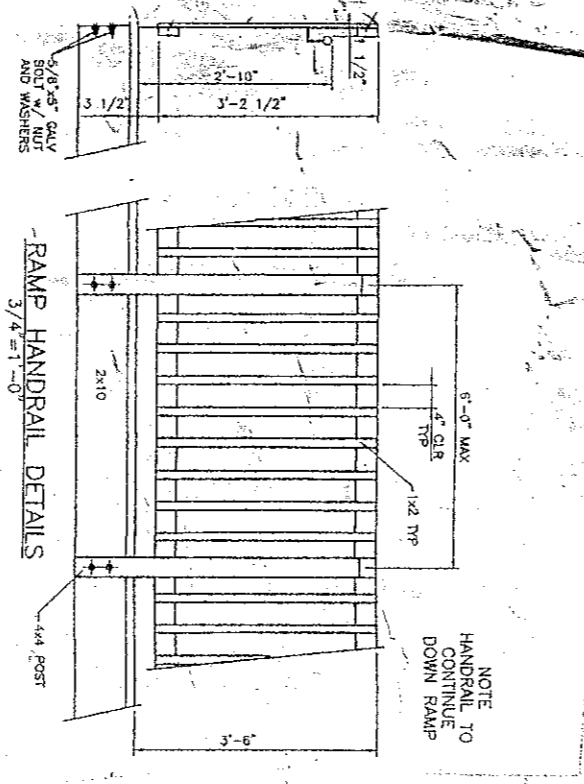 5/8"x5" GALV
BOLT w/ NUT
AND WASHERS
3 1/2"
2'-10"
3'-2 1/2"
1/2"
2x10
6'-0" MAX
4" CLR
TYP
1x2 TYP
4x4 POST
3'-6"
NOTE
HANDRAIL TO
CONTINUE
DOWN RAMP
RAMP HANDRAIL DETAILS
3/4"=1'-0"